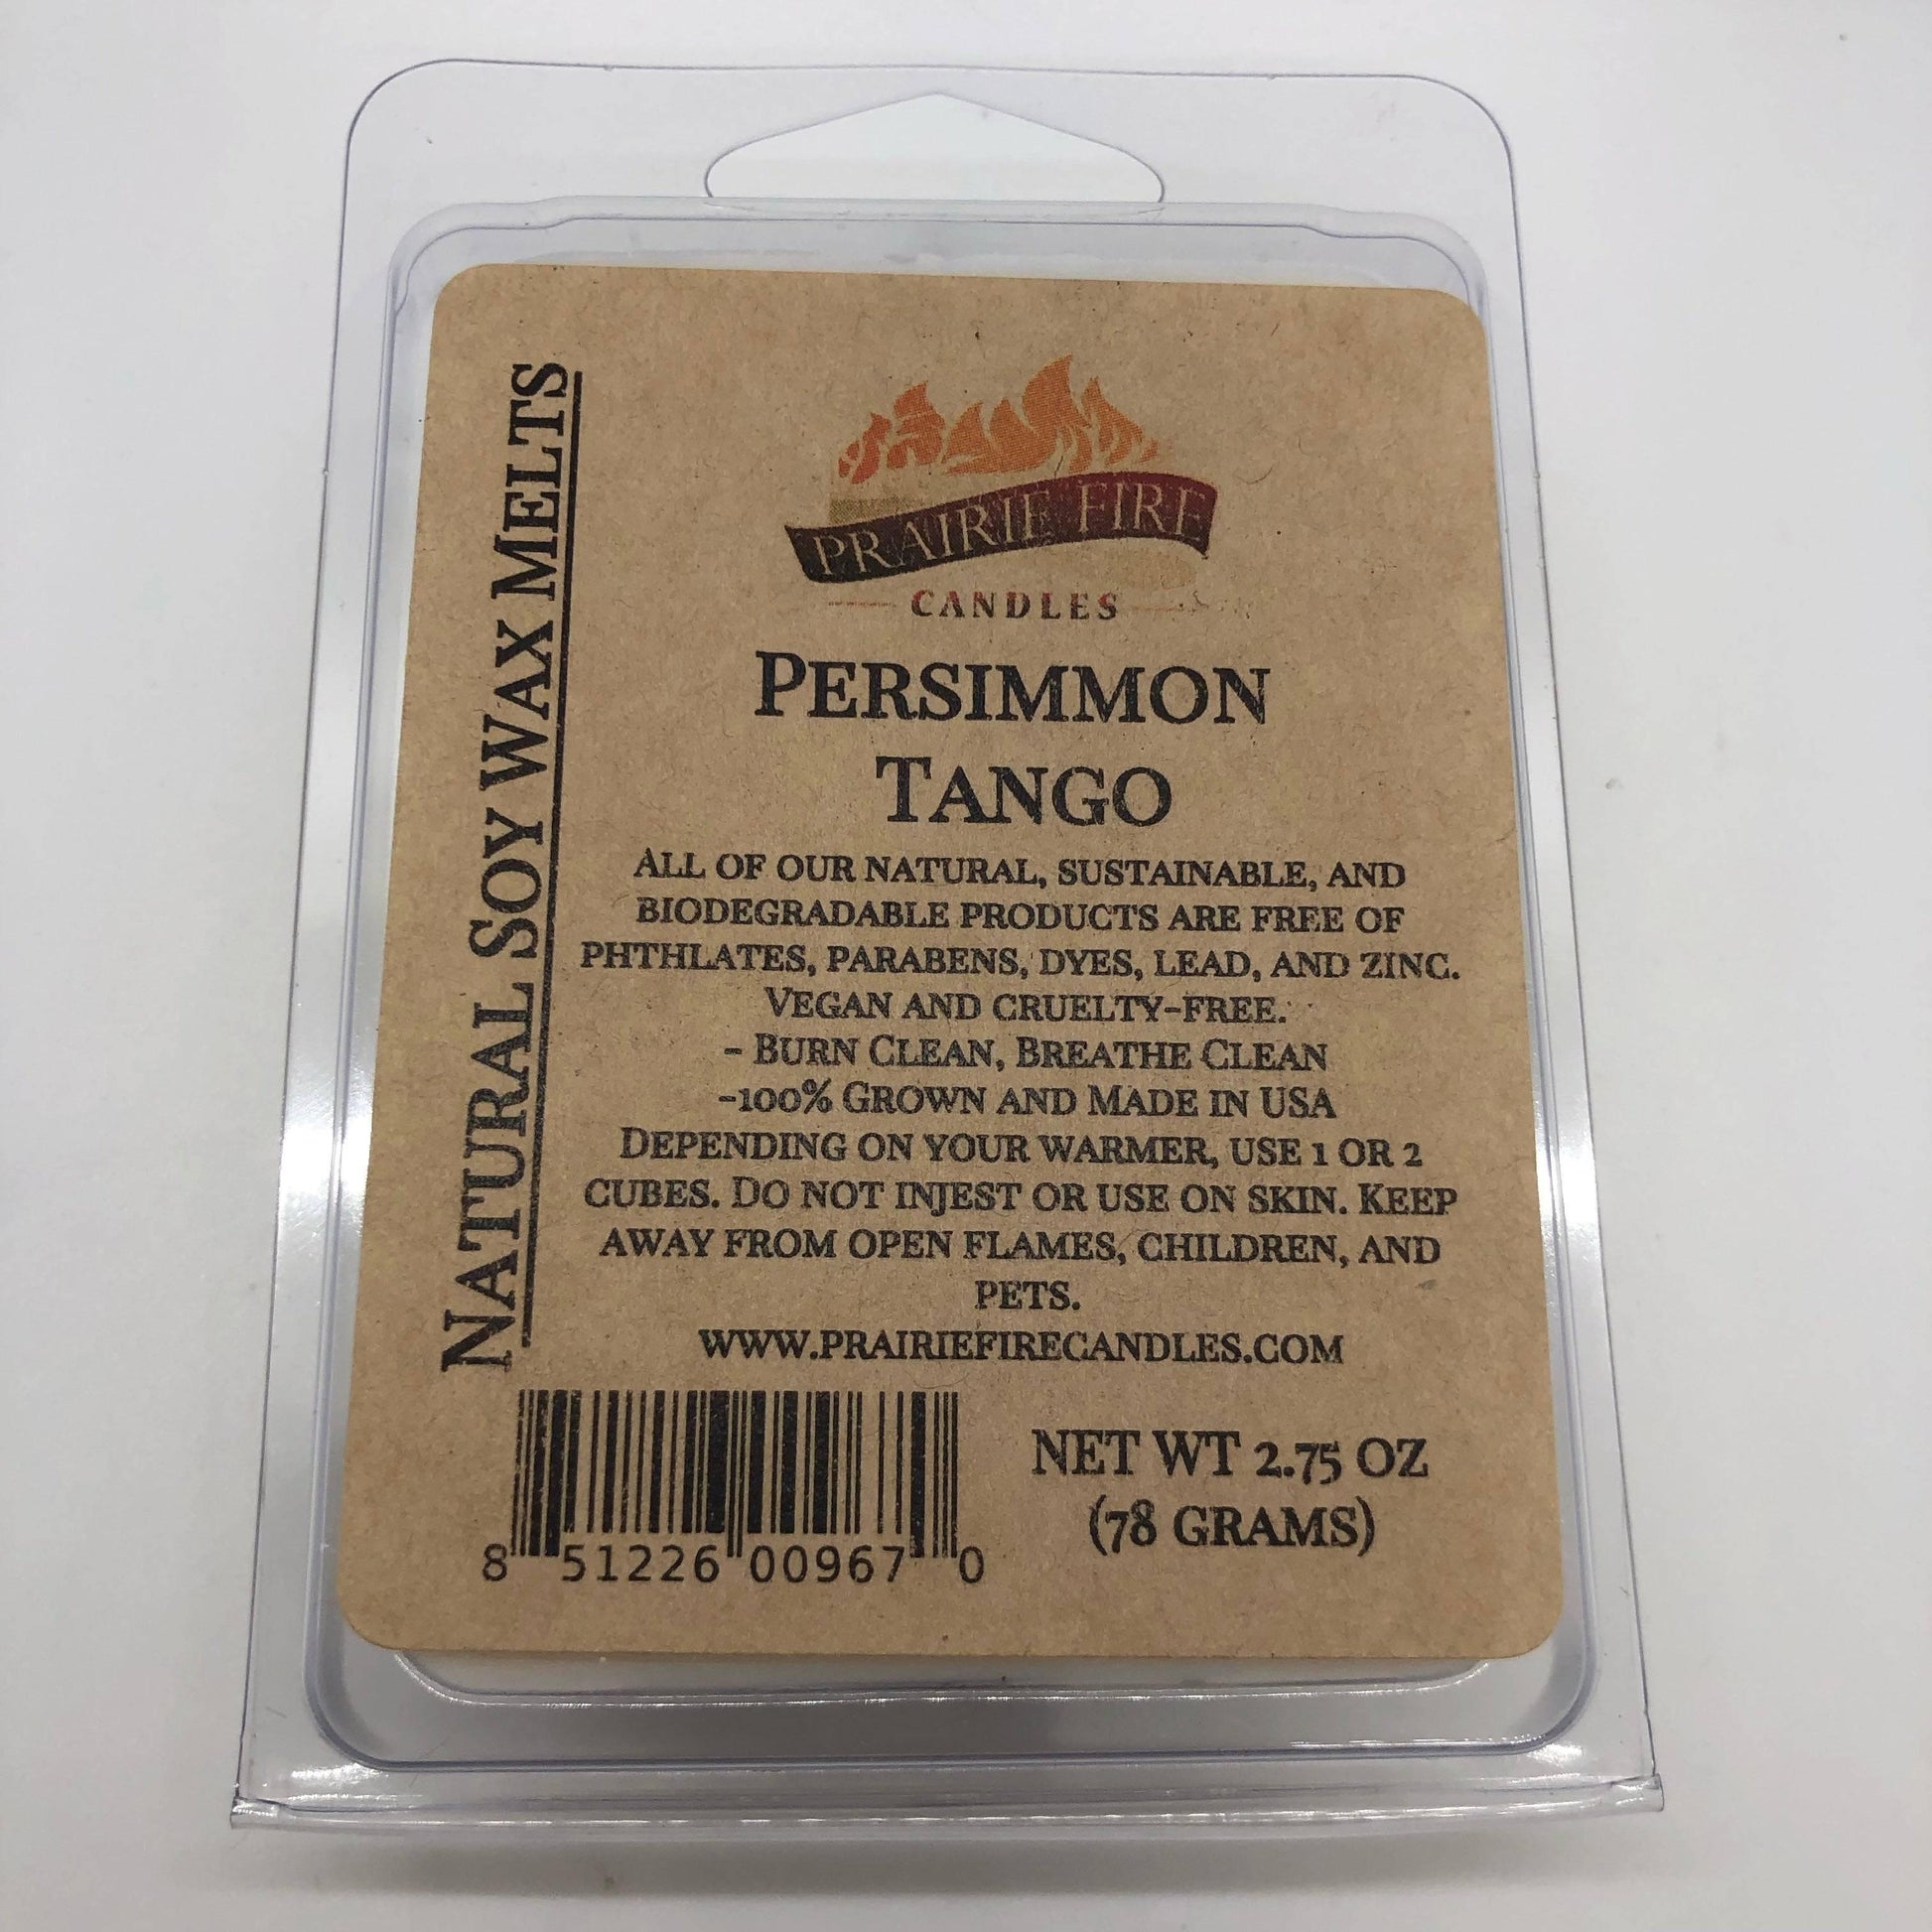 Natural Soy Wax Melts
PRAIRIE FIRE
CANDLES
Persimmon
Tango
All of our natural, sustainable, and
biodegradable products are free of
phthlates, parabens, dyes, lead, and zinc.
Vegan and cruelty-free.
- Burn Clean, Breathe Clean
-100% Grown and Made in USA
Depending on your warmer, use 1 or 2
cubes. Do not injest or use on skin. Keep
away from open flames, children, and
pets.
www.prairiefirecandles.com
NET WT 2.75 OZ
(78 GRAMS)
8 51226 00967 0